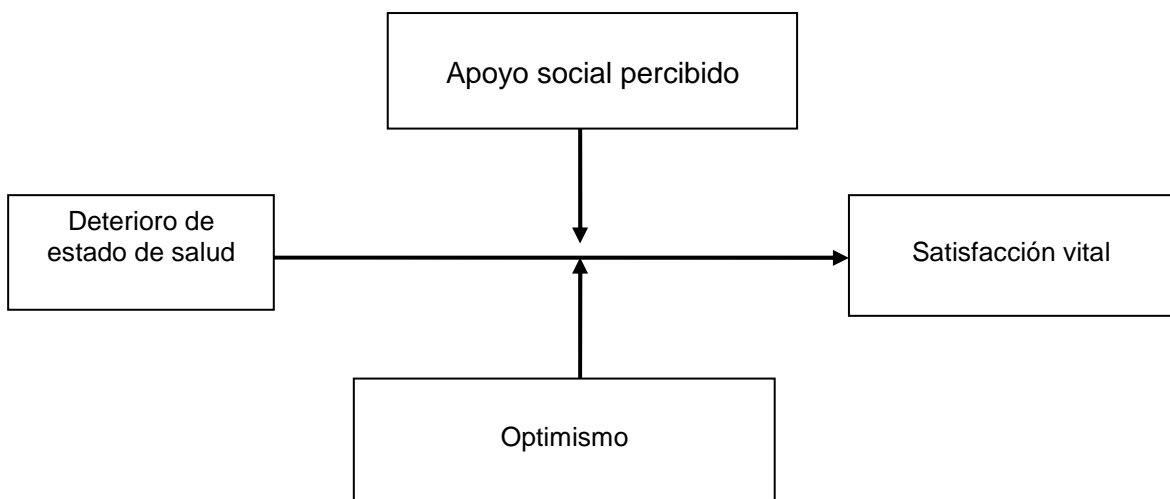 Apoyo social percibido
Deterioro de
estado de salud
Satisfacción vital
Optimismo